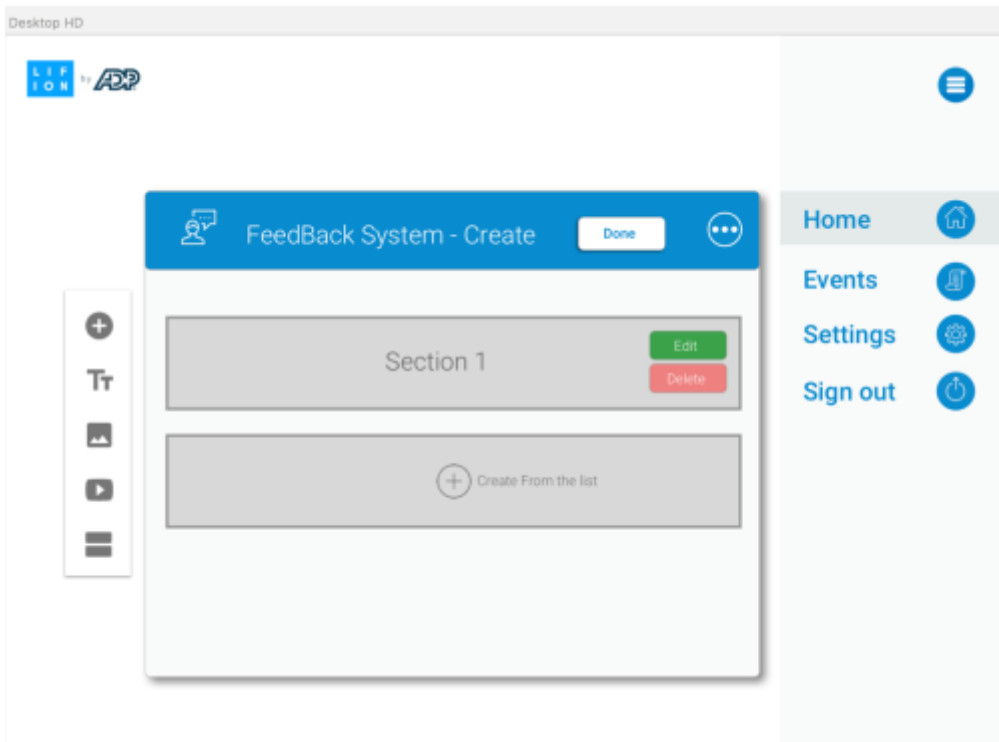 Desktop HD
LIF
ION
by ADP
FeedBack System - Create
Done
Home
Events
Settings
Sign out
Tт
Section 1
Edit
Delete
Create From the list